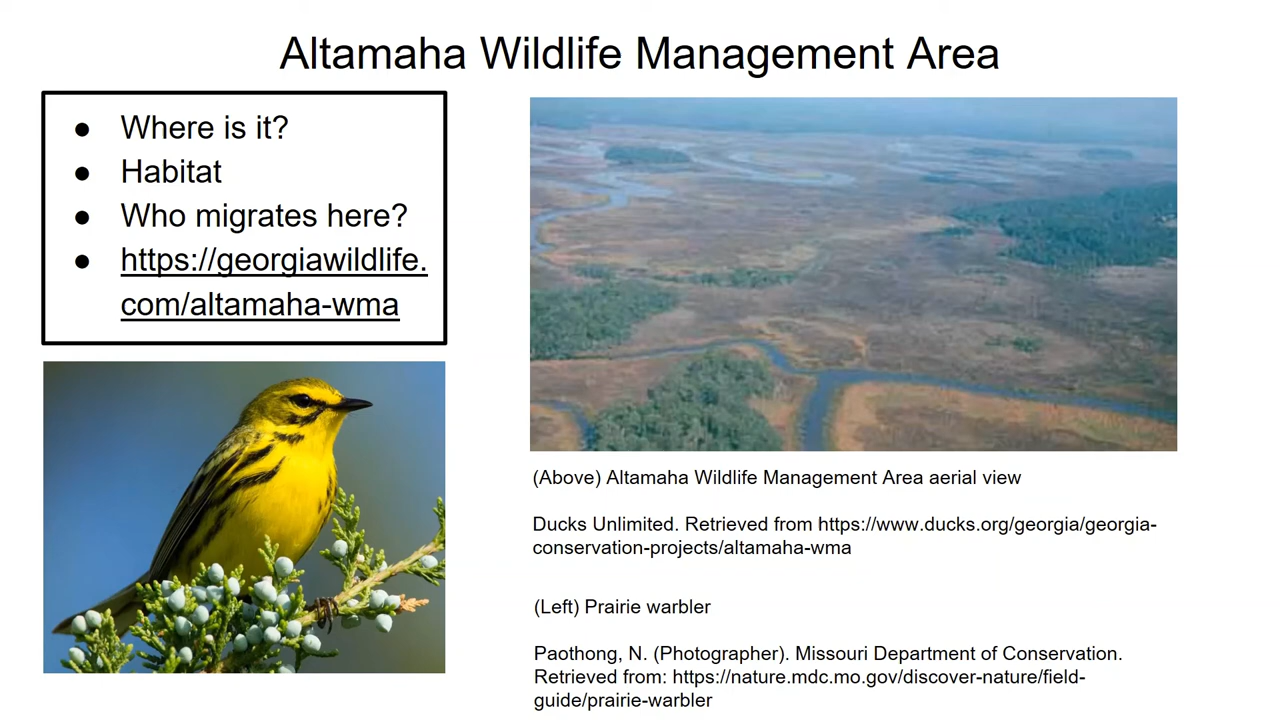 Altamaha Wildlife Management Area
● Where is it?
● Habitat
● Who migrates here?
● https://georgiawildlife.
com/altamaha-wma
(Above) Altamaha Wildlife Management Area aerial view
Ducks Unlimited. Retrieved from https://www.ducks.org/georgia/georgia-
conservation-projects/altamaha-wma
(Left) Prairie warbler
Paothong, N. (Photographer). Missouri Department of Conservation.
Retrieved from: https://nature.mdc.mo.gov/discover-nature/field-
guide/prairie-warbler